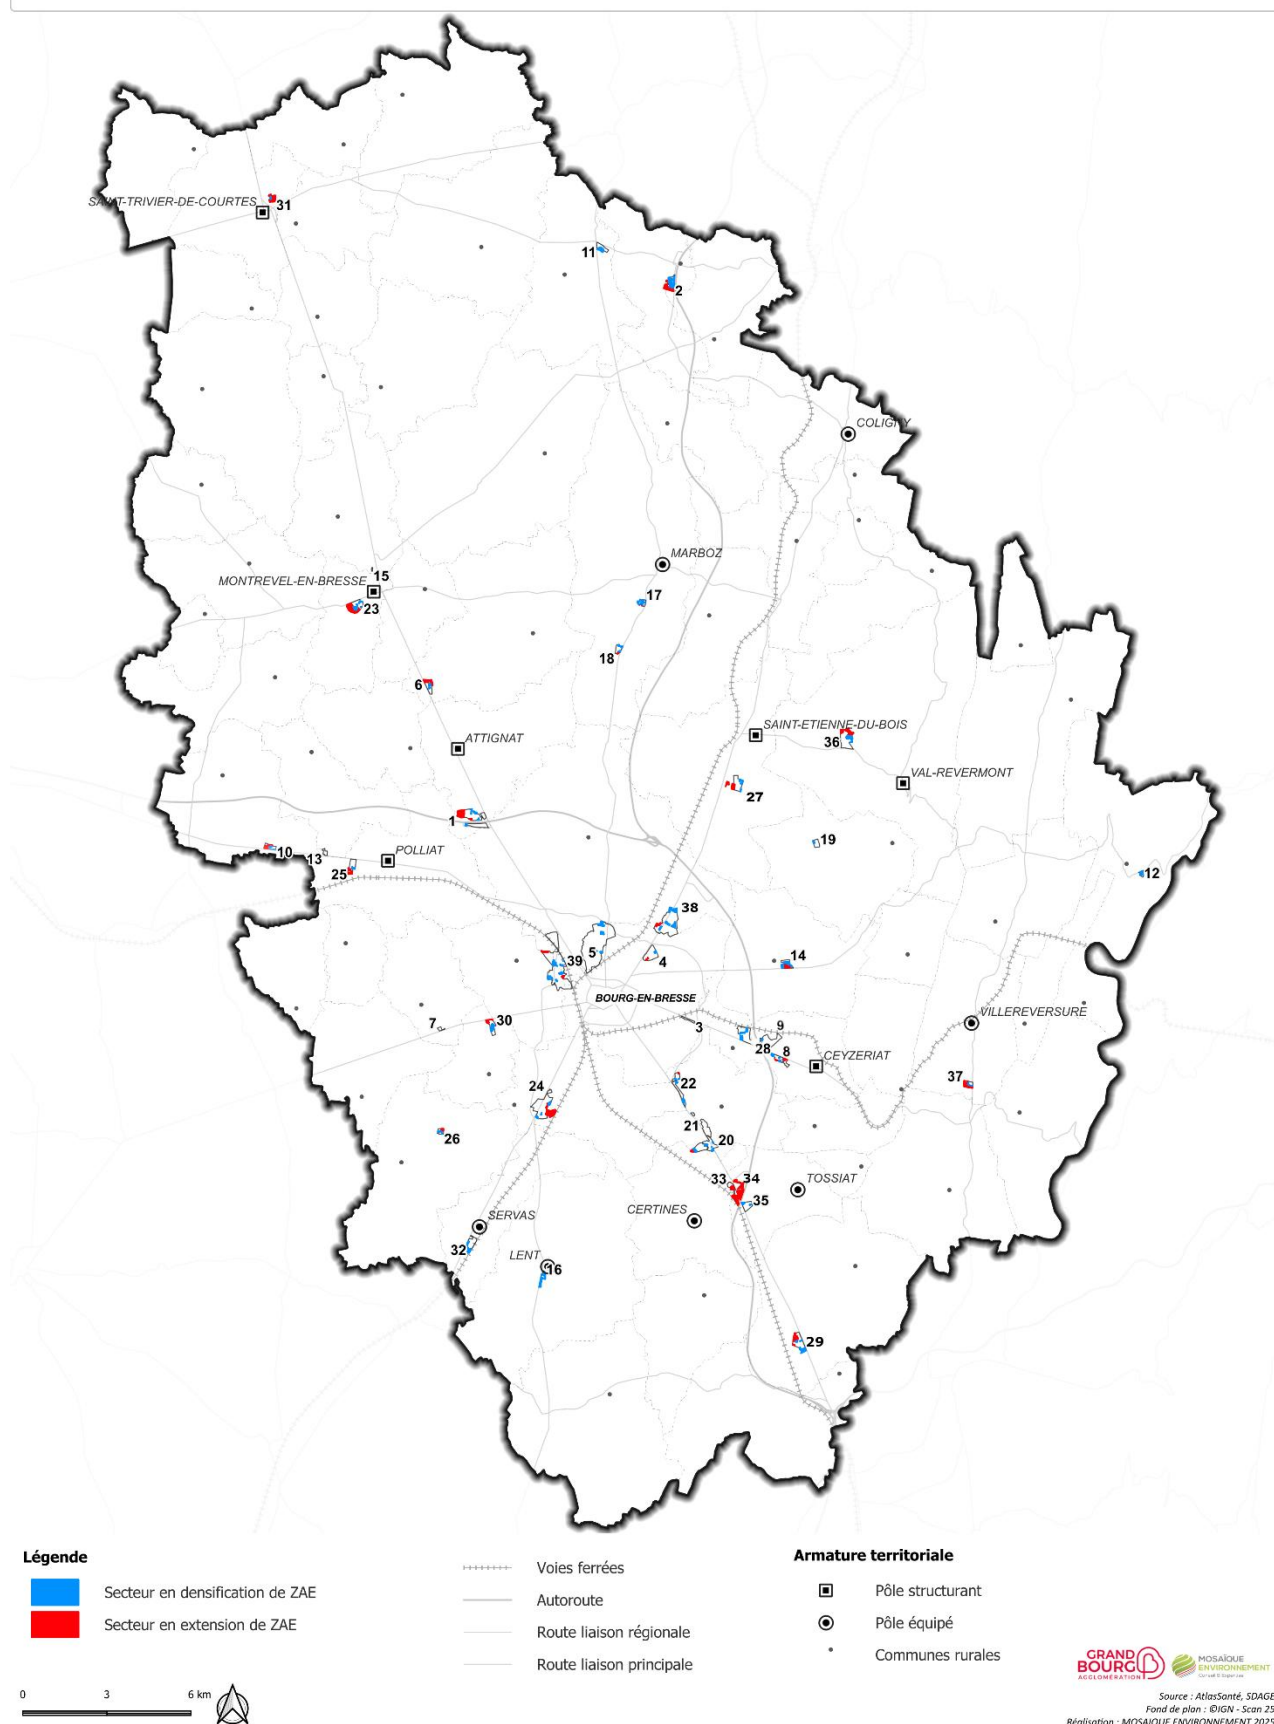 SAINT-TRIVIER-DE-COURTES
31
11
2
COLIGNY
MARBOZ
15
MONTREVEL-EN-BRESSE
23
17
18
6
ATTIGNAT
SAINT-ETIENNE-DU-BOIS
36
VAL-REVERMONT
27
1
19
10
13
POLLIAT
25
12
38
5
39
4
14
BOURG-EN-BRESSE
7
30
3
9
28
8
VILLEREVERSURE
CEYZERIAT
37
24
22
21
20
26
33
34
35
TOSSIAT
CERTINES
SERVAS
32
LENT
16
29
Légende
Secteur en densification de ZAE
Secteur en extension de ZAE
Voies ferrées
Autoroute
Route liaison régionale
Route liaison principale
Armature territoriale
Pôle structurant
Pôle équipé
Communes rurales
0 3 6 km
GRAND
BOURG
AGGLOMÉRATION
MOSAÏQUE
ENVIRONNEMENT
Source : AtlasSanté, SDAGE
Fond de plan : ©IGN - Scan 25
Réalisation : MOSAIQUE ENVIRONNEMENT 2025